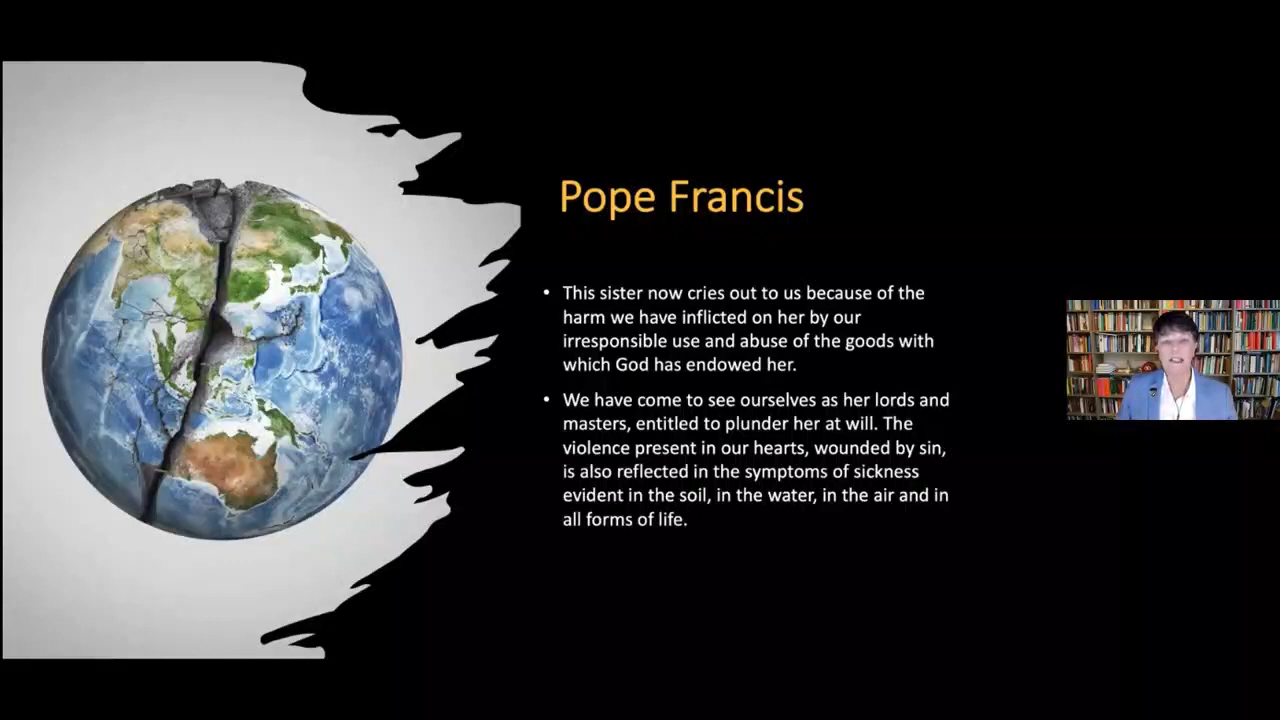 Pope Francis
• This sister now cries out to us because of the
harm we have inflicted on her by our
irresponsible use and abuse of the goods with
which God has endowed her.
• We have come to see ourselves as her lords and
masters, entitled to plunder her at will. The
violence present in our hearts, wounded by sin,
is also reflected in the symptoms of sickness
evident in the soil, in the water, in the air and in
all forms of life.